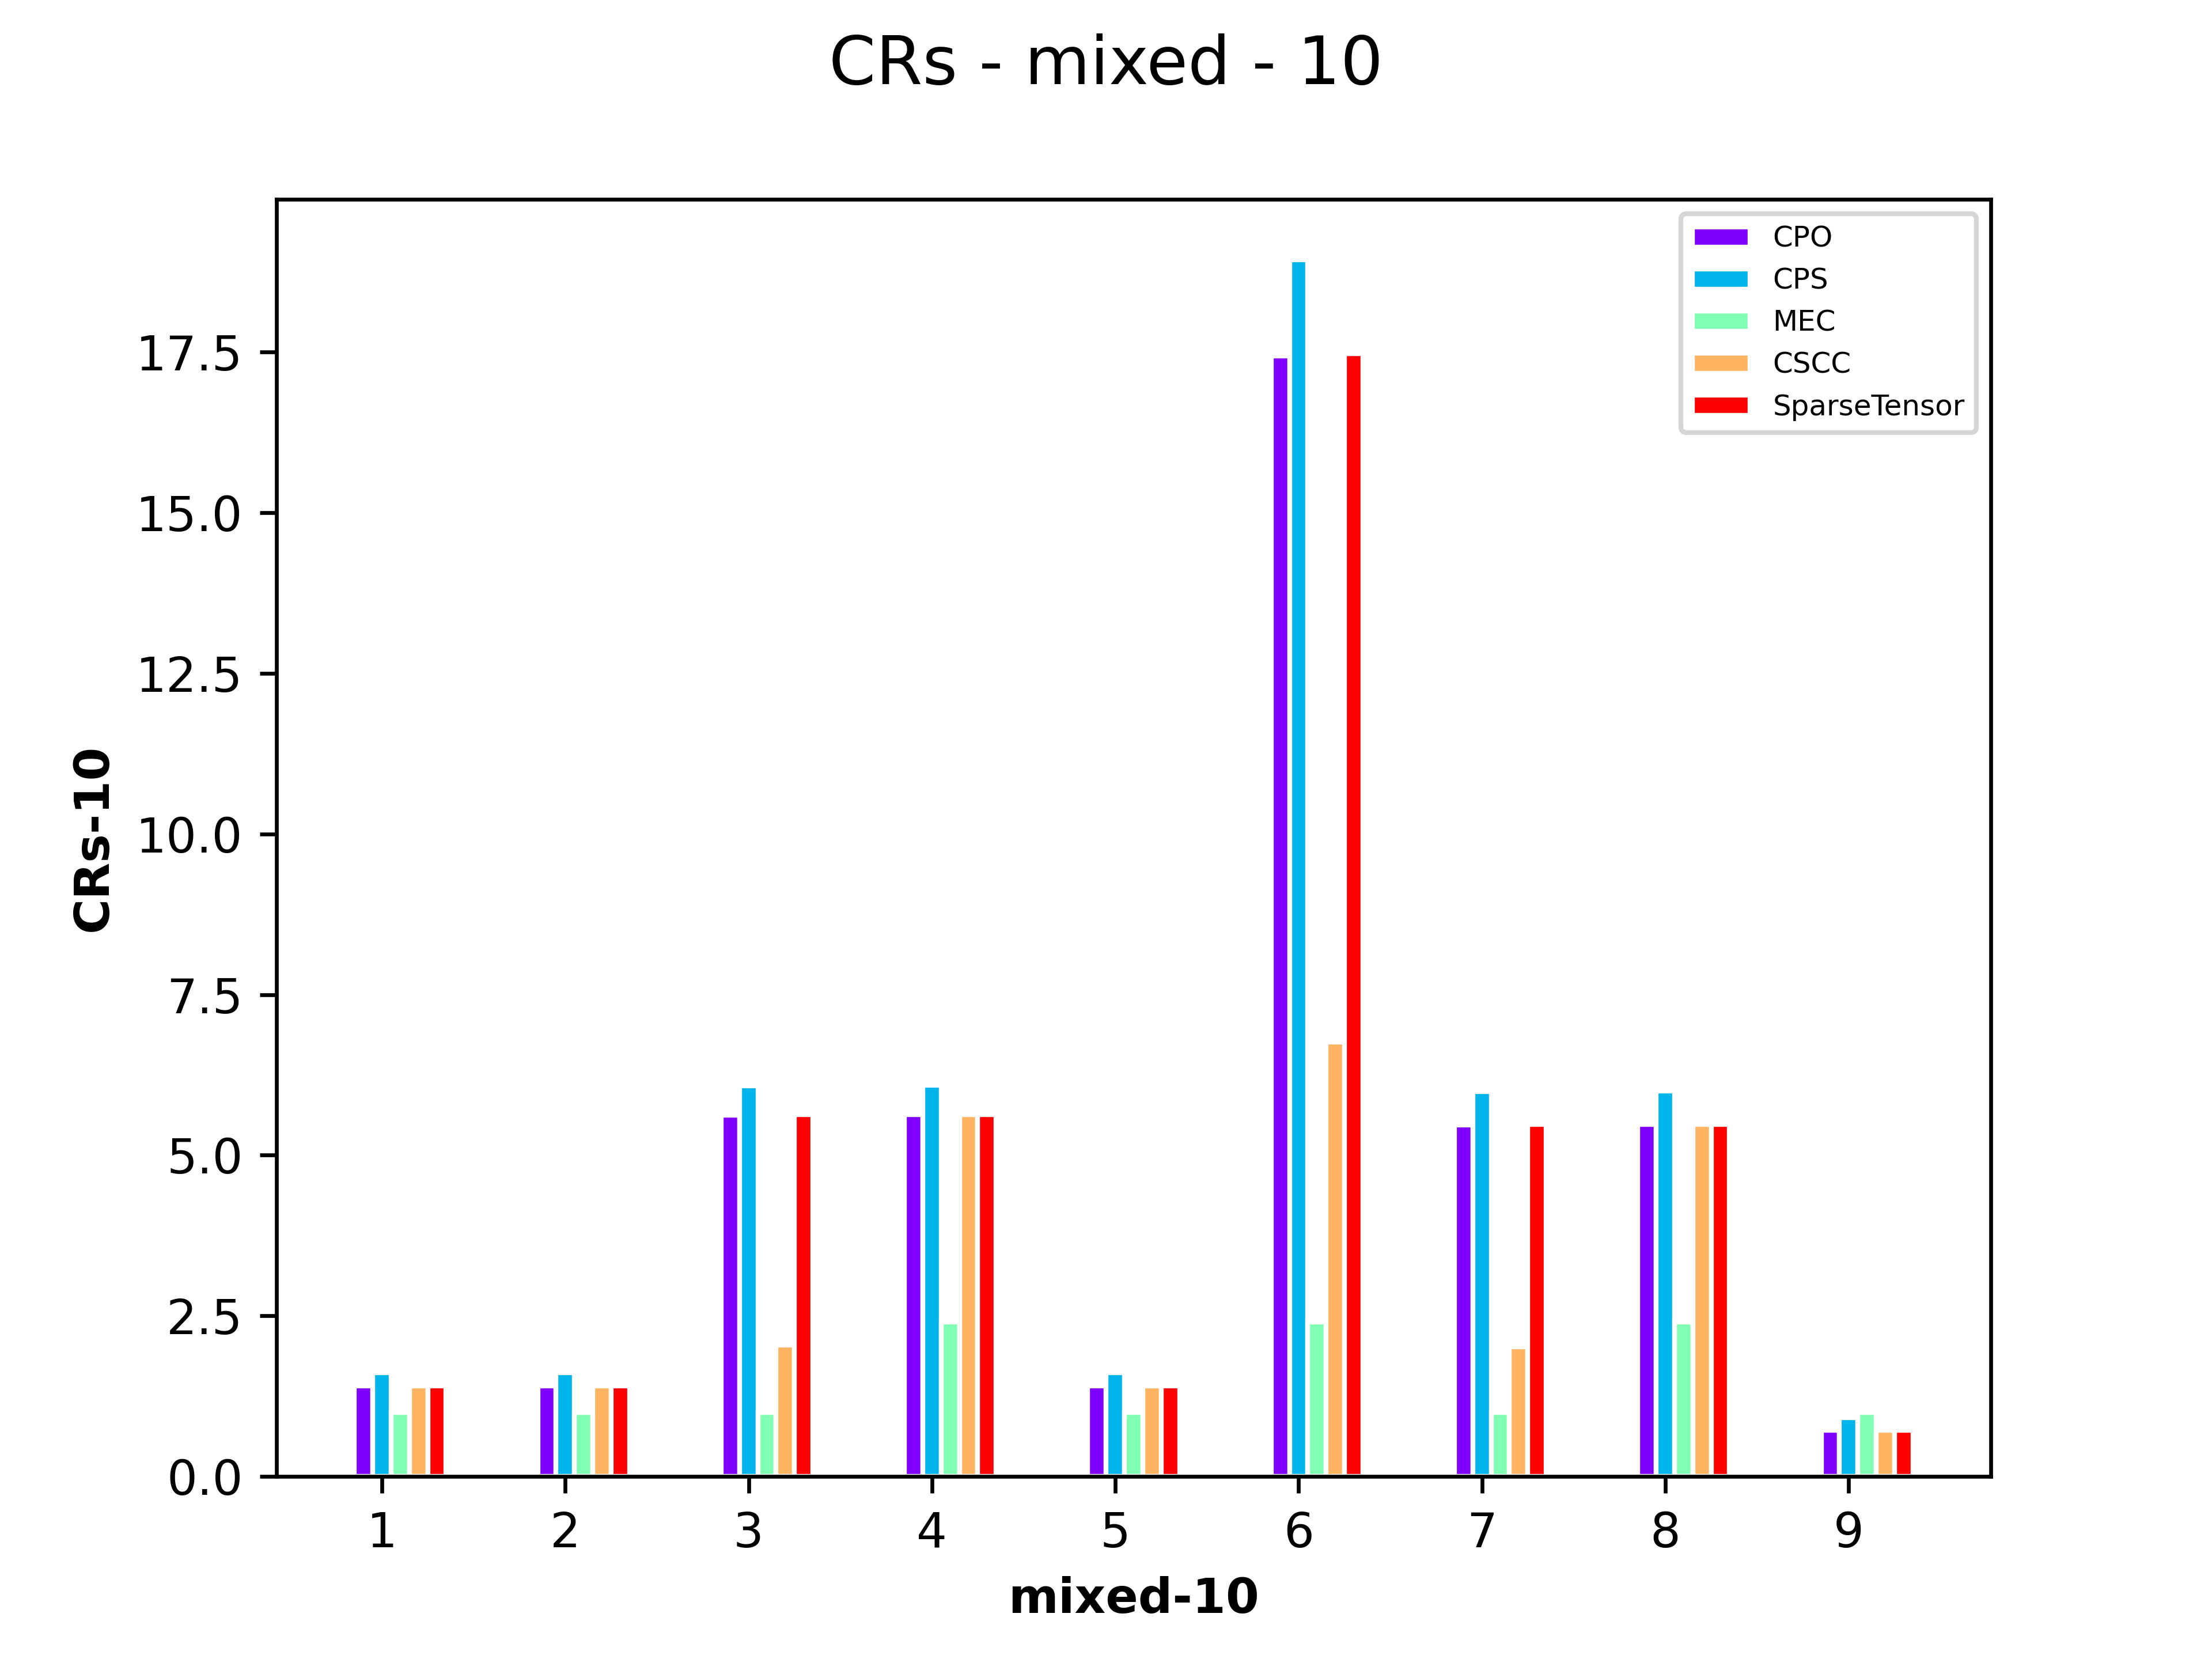 CRs - mixed - 10
CPO
CPS
MEC
CSCC
SparseTensor
17.5
15.0
12.5
10.0
7.5
5.0
2.5
0.0
CRs-10
1 2 3 4 5 6 7 8 9
mixed-10